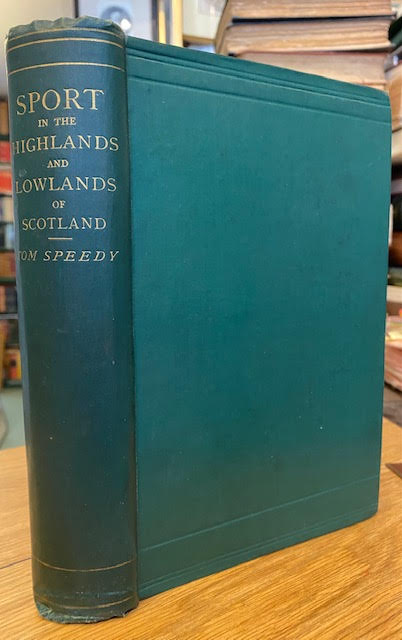 SPORT
IN THE
HIGHLANDS
AND
LOWLANDS
OF
SCOTLAND
TOM SPEEDY